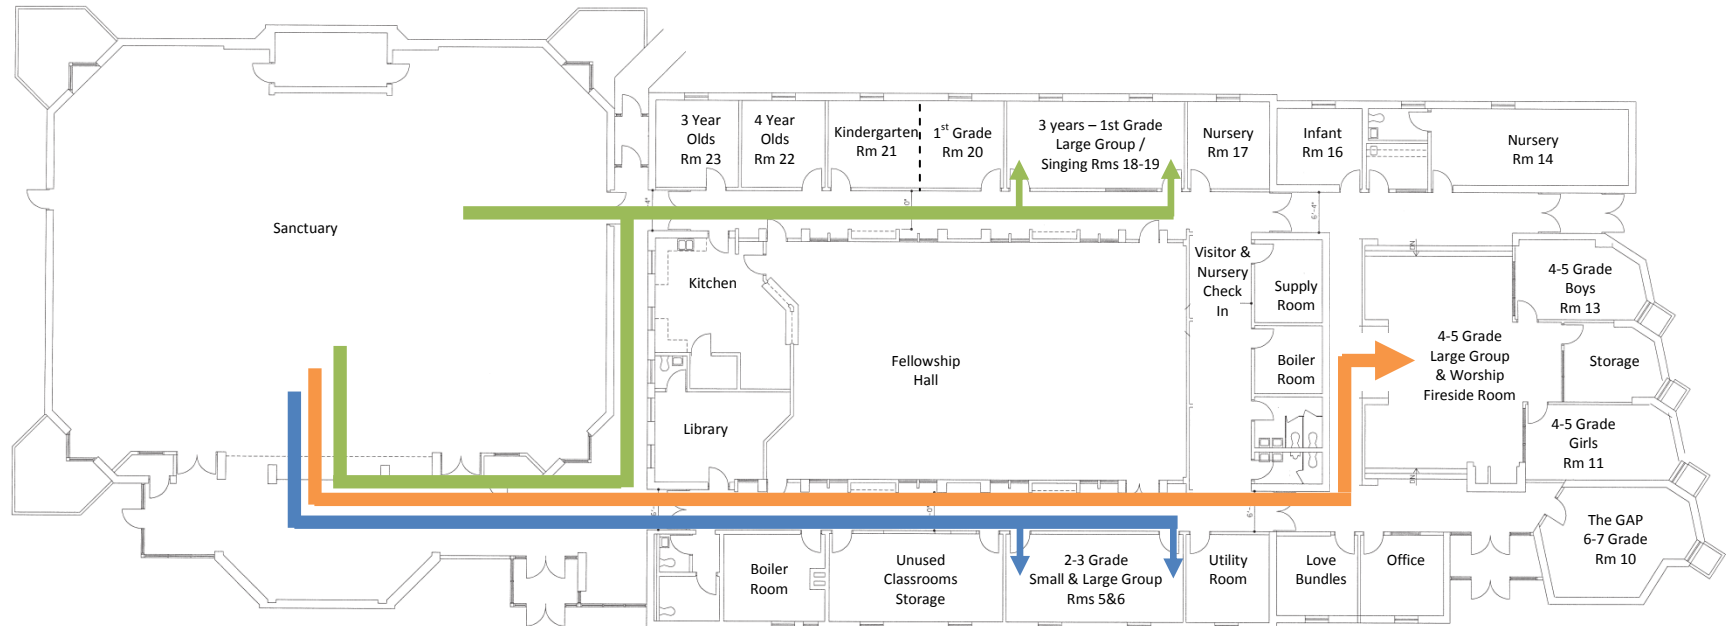 Sanctuary
3 Year
Olds
Rm 23
4 Year
Olds
Rm 22
Kindergarten
Rm 21
1st Grade
Rm 20
3 years – 1st Grade
Large Group /
Singing Rms 18-19
Nursery
Rm 17
Infant
Rm 16
Nursery
Rm 14
6'-4"
Kitchen
Library
Fellowship
Hall
Visitor &
Nursery
Check
In
Supply
Room
Boiler
Room
4-5 Grade
Large Group
& Worship
Fireside Room
4-5 Grade
Boys
Rm 13
Storage
4-5 Grade
Girls
Rm 11
The GAP
6-7 Grade
Rm 10
Boiler
Room
Unused
Classrooms
Storage
2-3 Grade
Small & Large Group
Rms 5&6
Utility
Room
Love
Bundles
Office